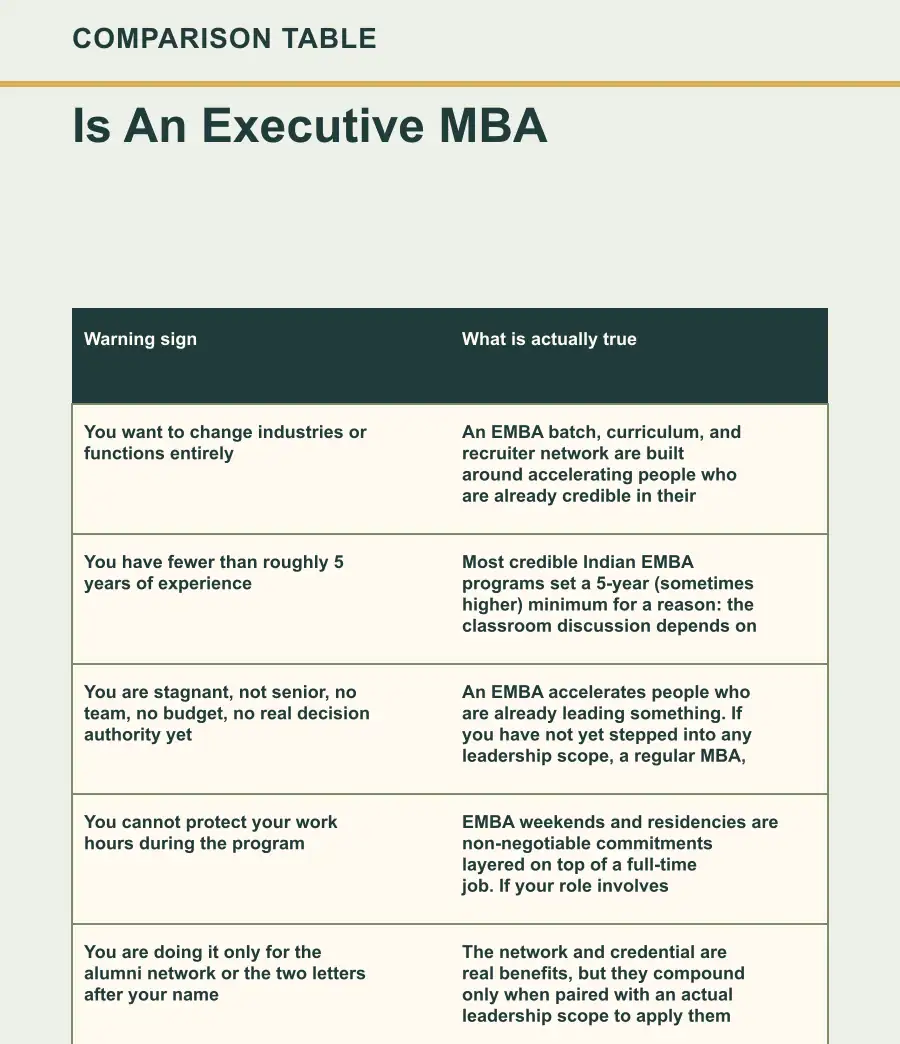 COMPARISON TABLE
Is An Executive MBA
Warning sign
What is actually true
You want to change industries or
functions entirely
An EMBA batch, curriculum, and
recruiter network are built
around accelerating people who
are already credible in their
You have fewer than roughly 5
years of experience
Most credible Indian EMBA
programs set a 5-year (sometimes
higher) minimum for a reason: the
classroom discussion depends on
You are stagnant, not senior, no
team, no budget, no real decision
authority yet
An EMBA accelerates people who
are already leading something. If
you have not yet stepped into any
leadership scope, a regular MBA,
You cannot protect your work
hours during the program
EMBA weekends and residencies are
non-negotiable commitments
layered on top of a full-time
job. If your role involves
You are doing it only for the
alumni network or the two letters
after your name
The network and credential are
real benefits, but they compound
only when paired with an actual
leadership scope to apply them